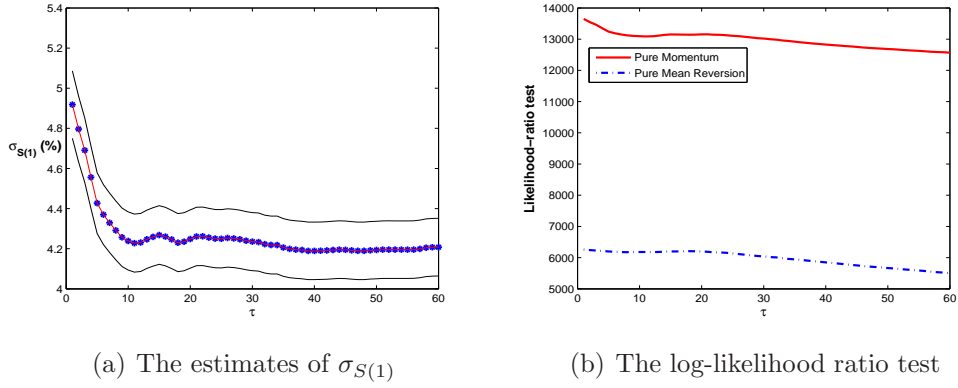 5.4
5.2
5
4.8
σS(1) (%)
4.6
4.4
4.2
4
0 10 20 30 40 50 60
τ
14000
13000
12000
11000
10000
9000
8000
7000
6000
5000
Likelihood−ratio test
Pure Momentum
Pure Mean Reversion
0 10 20 30 40 50 60
τ
(a) The estimates of σS(1)
(b) The log-likelihood ratio test